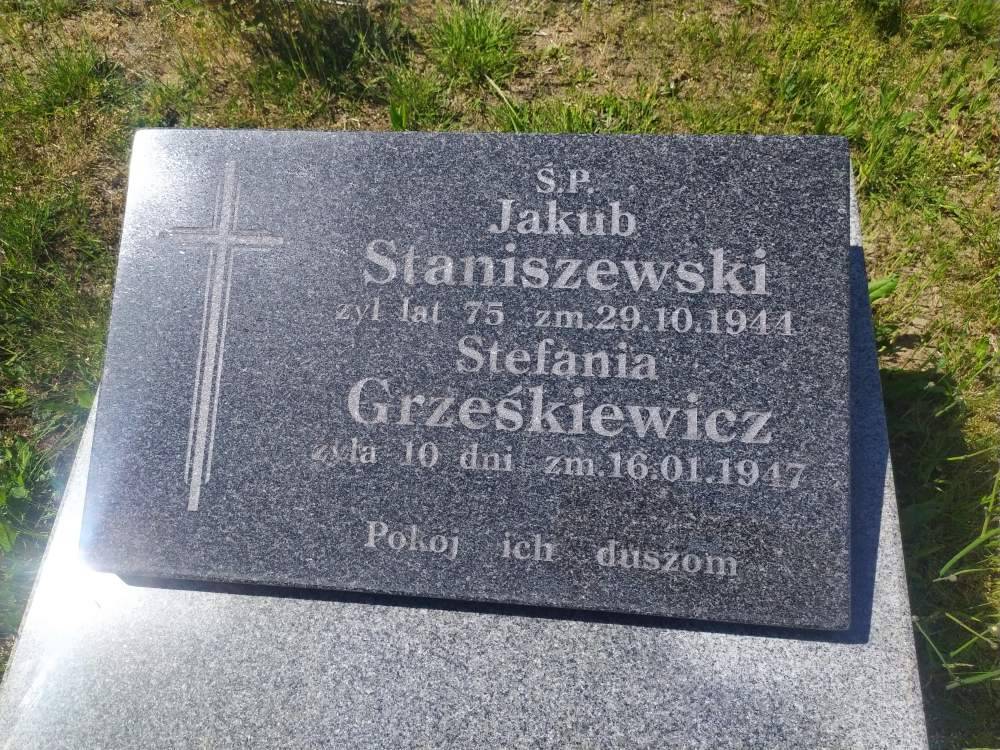 Ś.P.
Jakub
Staniszewski
żył lat 75 zm.29.10.1944
Stefania
Grześkiewicz
żyła 10 dni zm.16.01.1947
Pokój ich duszom